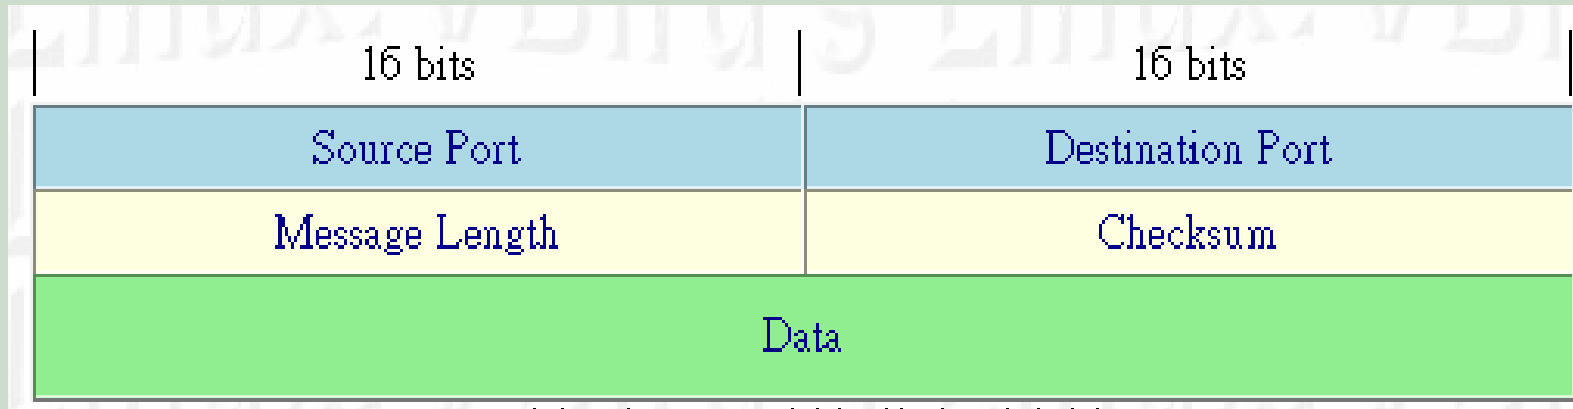 16 bits 16 bits
Source Port Destination Port
Message Length Checksum
Data